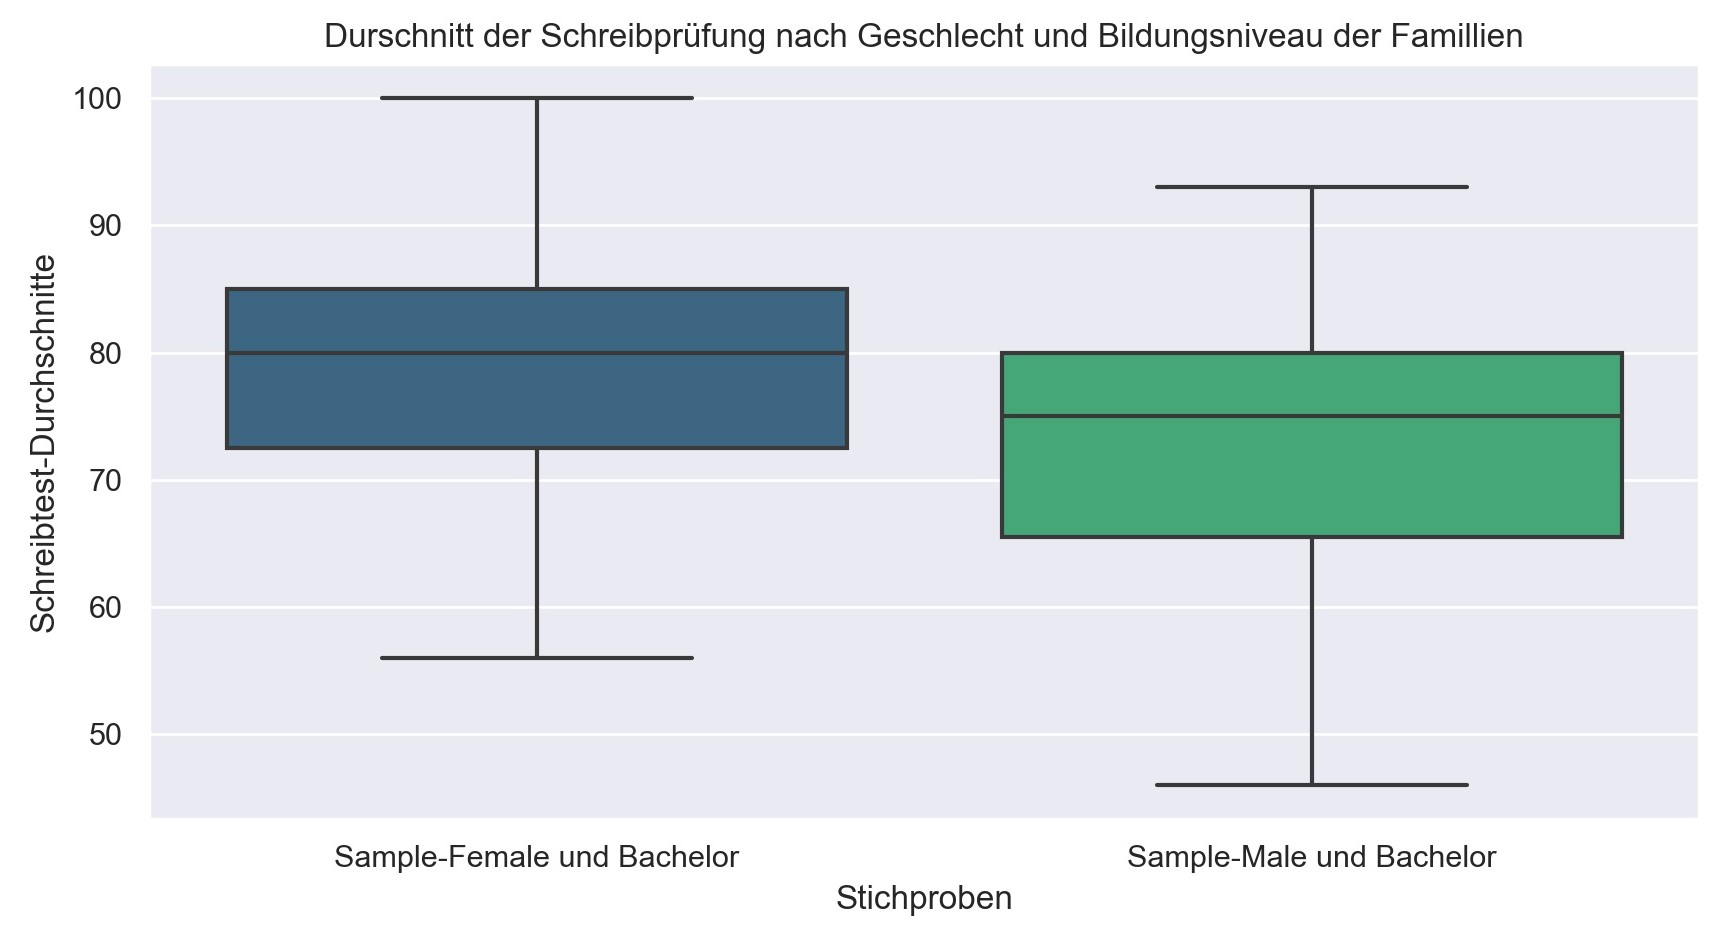 Durschnitt der Schreibprüfung nach Geschlecht und Bildungsniveau der Famillien
Schreibtest-Durchschnitte
100
90
80
70
60
50
Sample-Female und Bachelor
Sample-Male und Bachelor
Stichproben